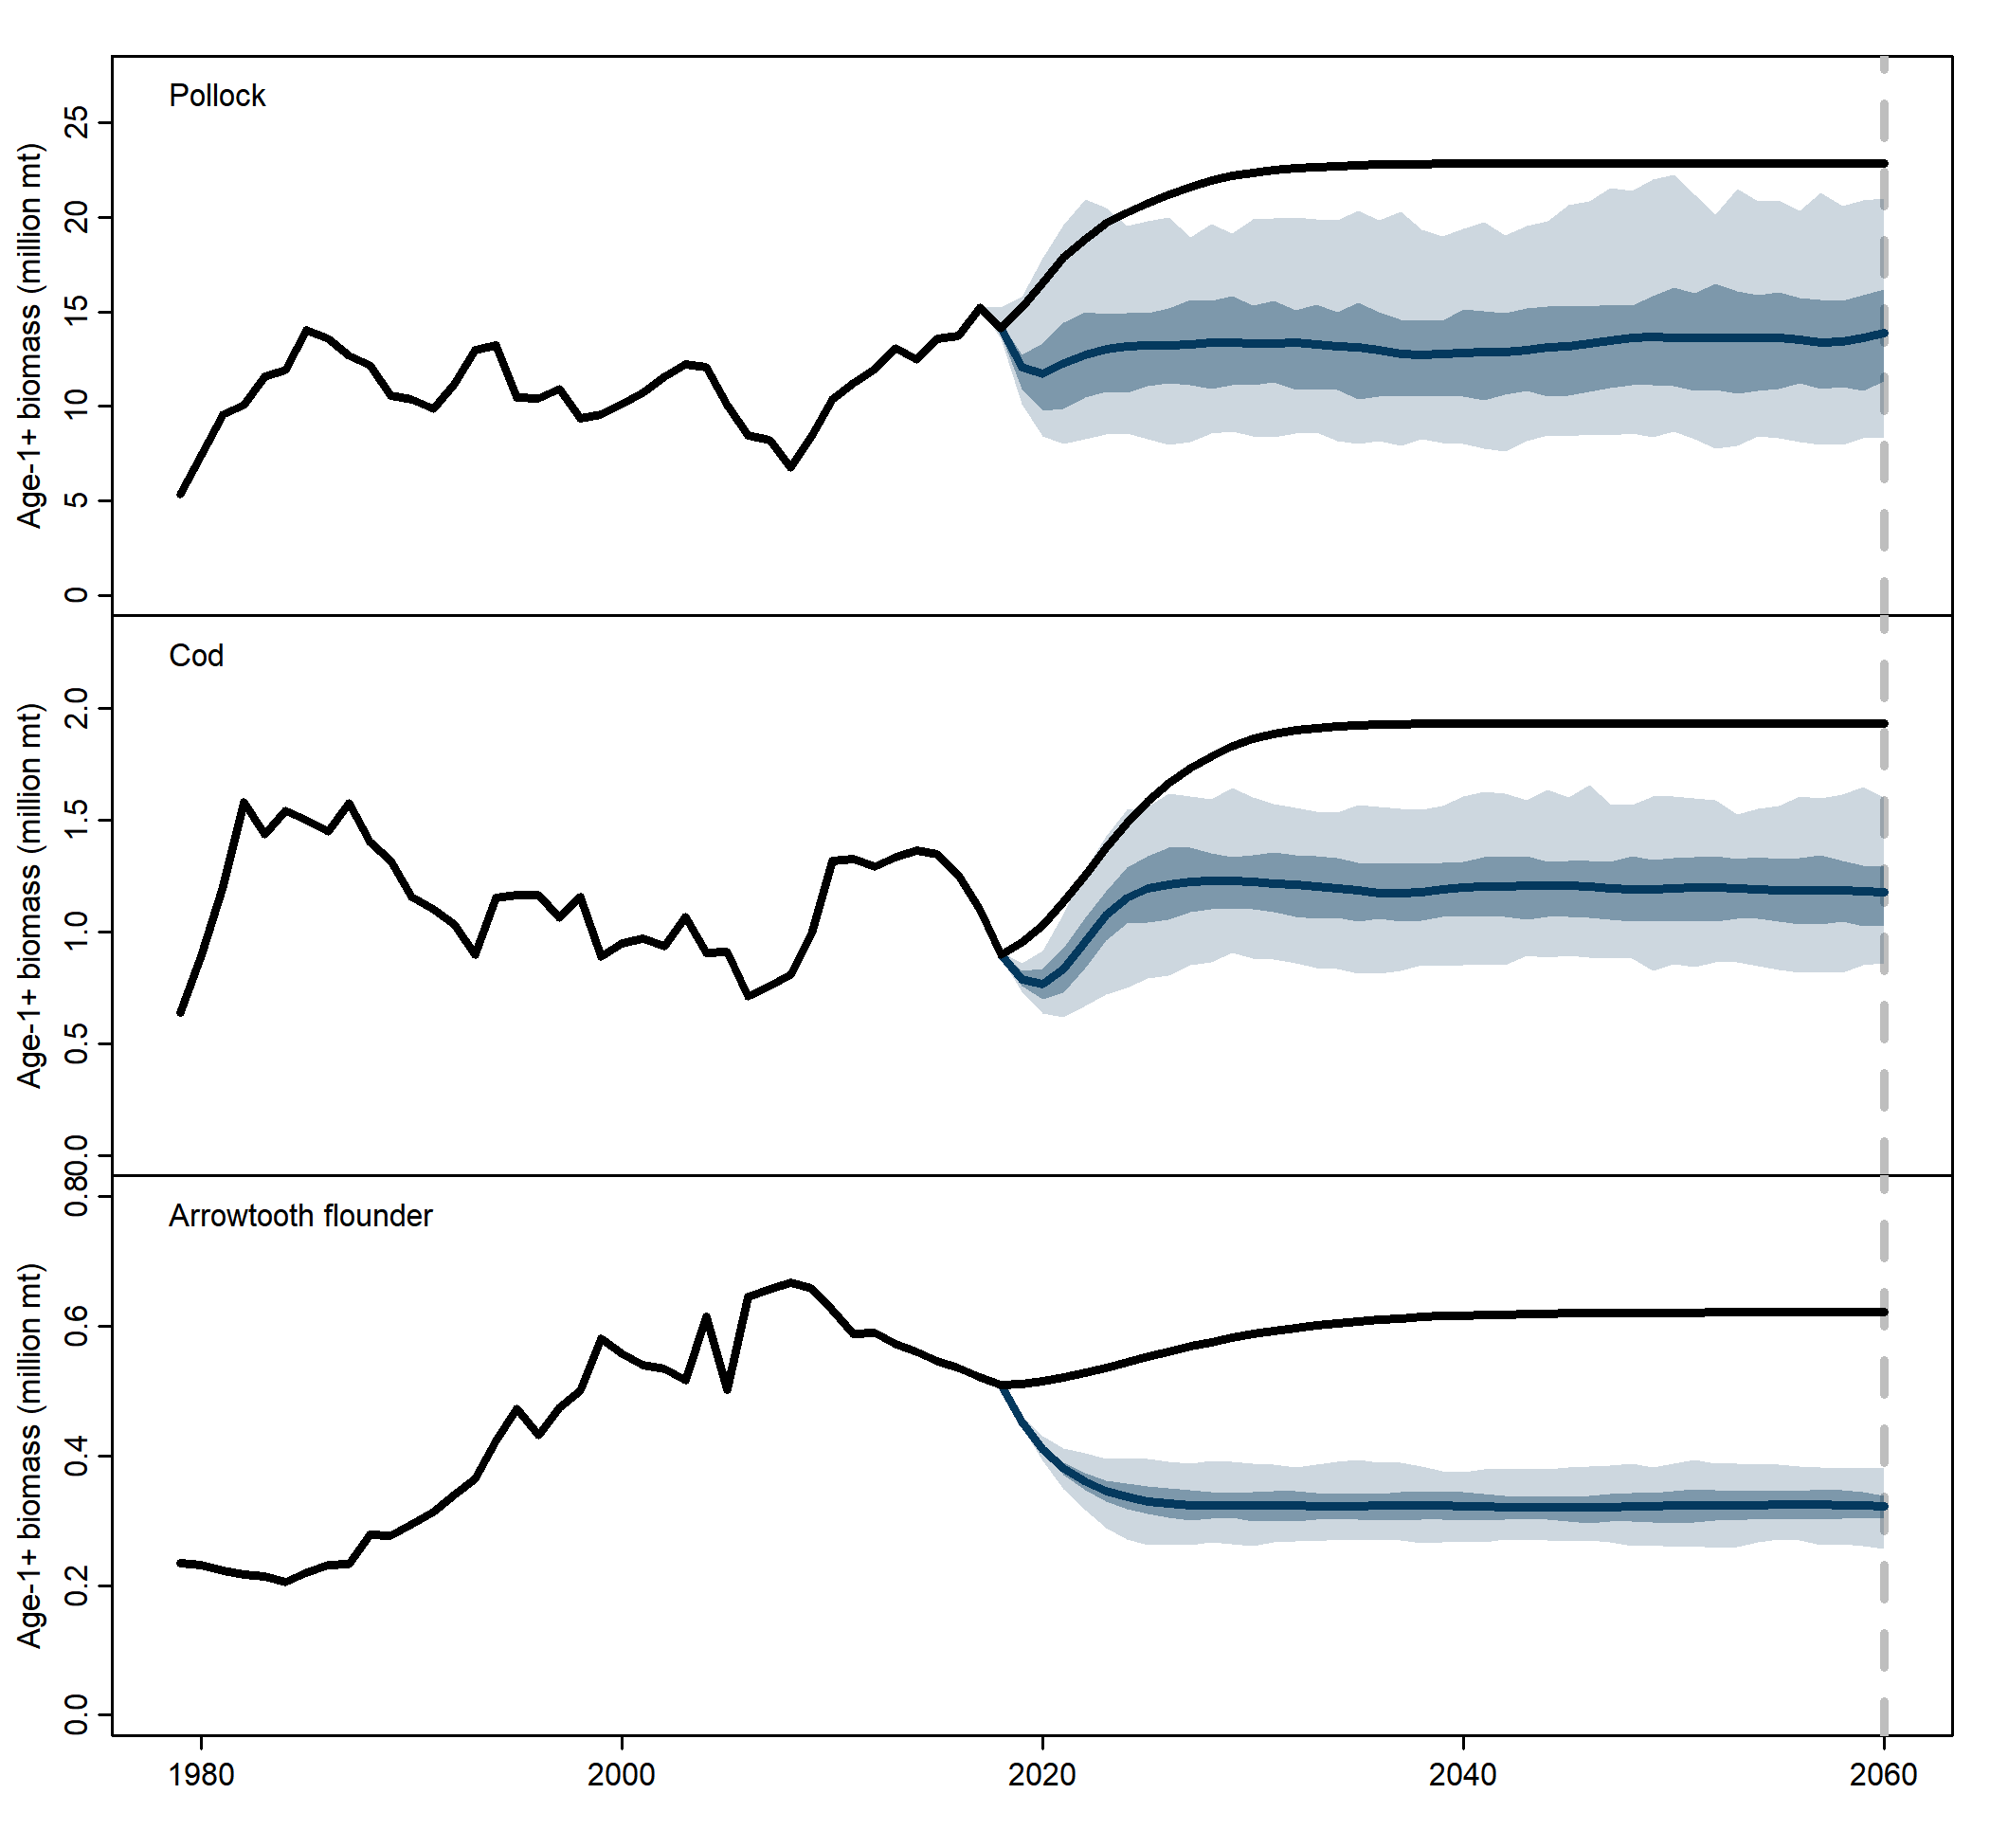 Pollock
Age-1+ biomass (million mt)
25
20
15
10
5
0
Cod
Age-1+ biomass (million mt)
2.0
1.5
1.0
0.5
0.0
Arrowtooth flounder
Age-1+ biomass (million mt)
0.8
0.6
0.4
0.2
0.0
1980 2000 2020 2040 2060